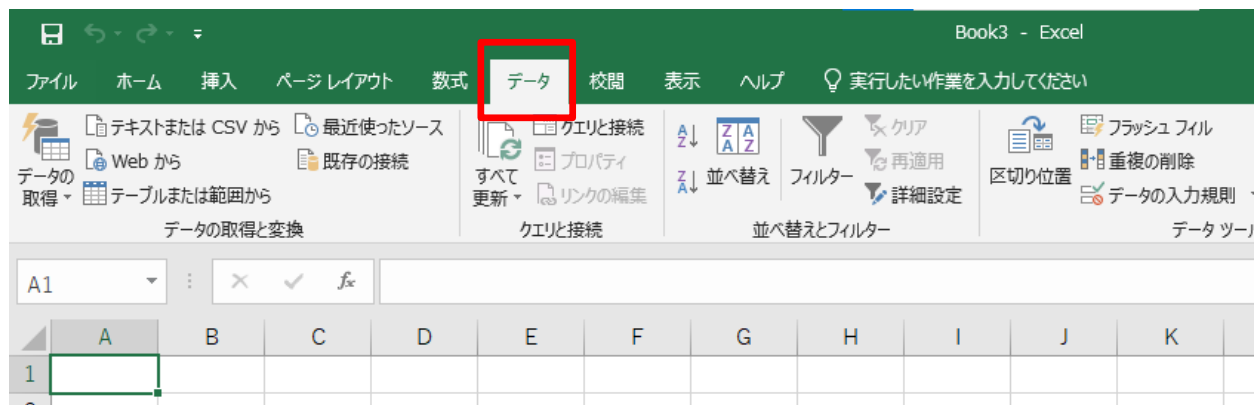 Book3 - Excel
ファイル ホーム 挿入 ページ レイアウト 数式 データ 校閲 表示 ヘルプ 実行したい作業を入力してください
データの
取得
テキストまたは CSV から
Web から
テーブルまたは範囲から
最近使ったソース
既存の接続
データの取得と変換
すべて
更新
クエリと接続
プロパティ
リンクの編集
クエリと接続
並べ替え
フィルター
クリア
再適用
詳細設定
並べ替えとフィルター
区切り位置
フラッシュ フィル
重複の削除
データの入力規則
データ ツー
A1
fx
A B C D E F G H I J K
1